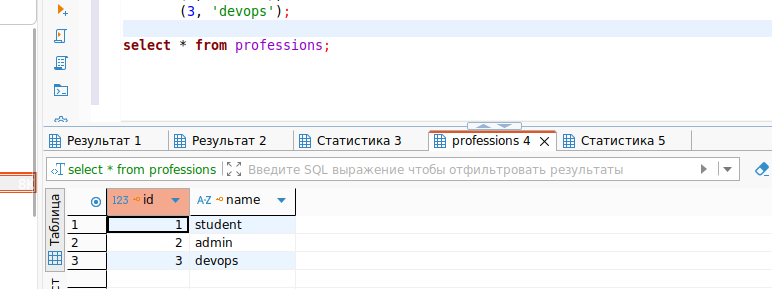 (3, 'devops');
select * from professions;
Результат 1 Результат 2 Статистика 3 professions 4 Статистика 5
select * from professions Введите SQL выражение чтобы отфильтровать результаты
Таблица
123 id A-Z name
1 1 student
2 2 admin
3 3 devops